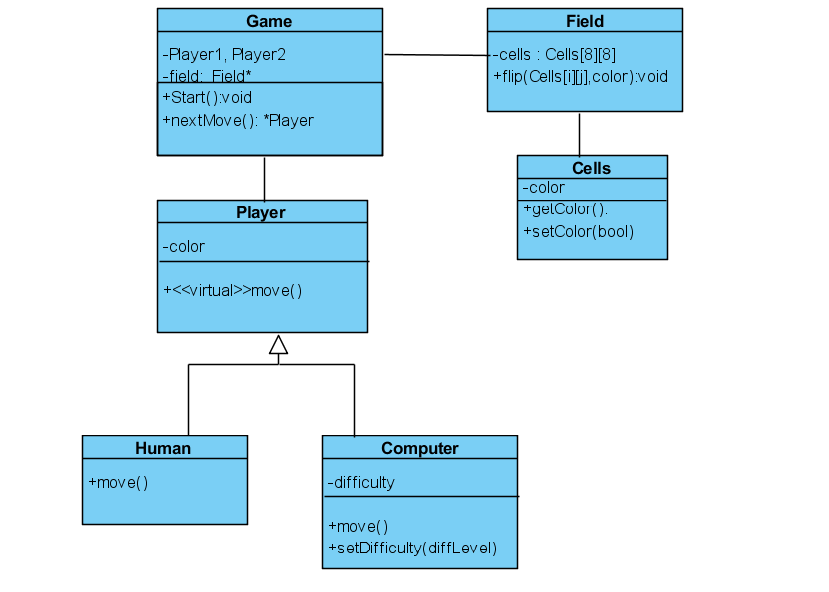 Game
-Player1, Player2
-field: Field*
+Start():void
+nextMove(): *Player
Field
-cells : Cells[8][8]
+flip(Cells[i][j],color):void
Cells
-color
+getColor():
+setColor(bool)
Player
-color
+<<virtual>>move()
Human
+move()
Computer
-difficulty
+move()
+setDifficulty(diffLevel)